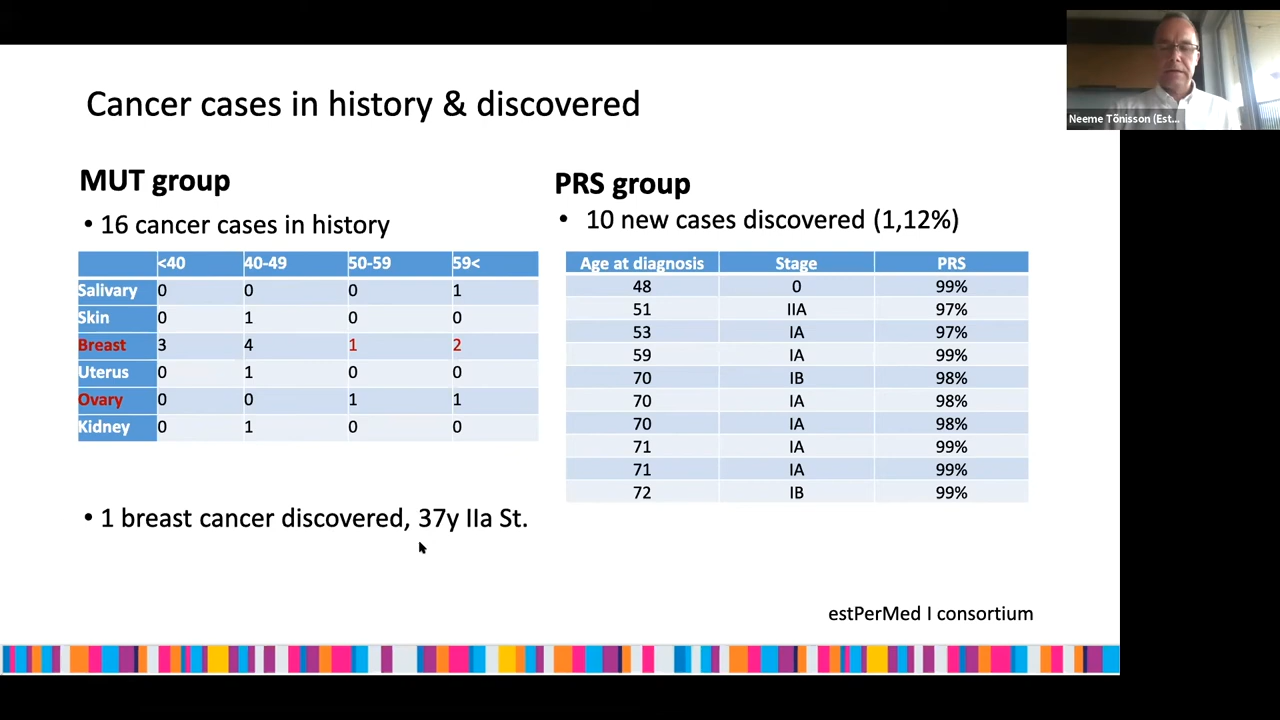 Cancer cases in history & discovered
Neeme Tõnisson (Est...
MUT group
• 16 cancer cases in history
<40 40-49 50-59 59<
Salivary 0 0 0 1
Skin 0 1 0 0
Breast 3 4 1 2
Uterus 0 1 0 0
Ovary 0 0 1 1
Kidney 0 1 0 0
• 1 breast cancer discovered, 37y IIa St.
PRS group
• 10 new cases discovered (1,12%)
Age at diagnosis Stage PRS
48 0 99%
51 IIA 97%
53 IA 97%
59 IA 99%
70 IB 98%
70 IA 98%
70 IA 98%
71 IA 99%
71 IA 99%
72 IB 99%
estPerMed I consortium